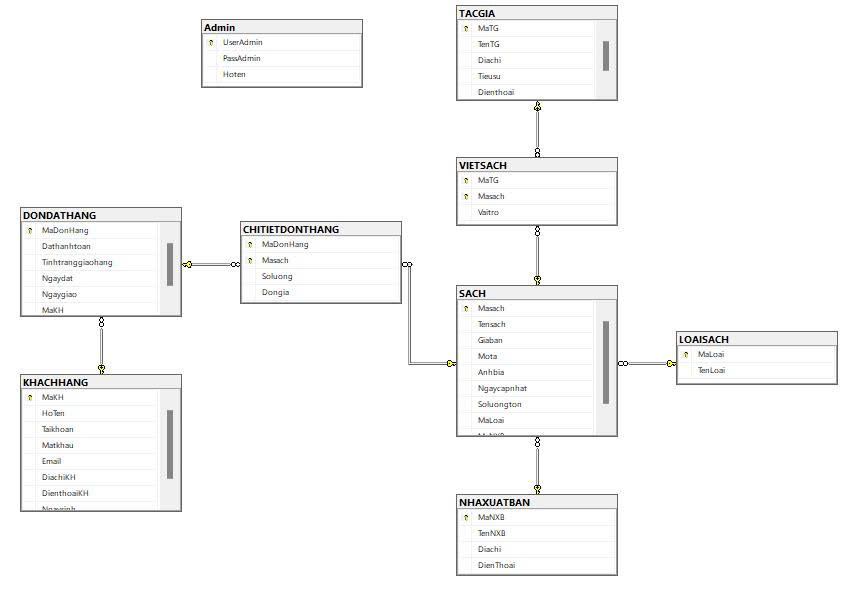 Admin
UserAdmin
PassAdmin
Hoten
TACGIA
MaTG
TenTG
Diachi
Tieusu
Dienthoai
VIETSACH
MaTG
Masach
Vaitro
DONDATHANG
MaDonHang
Dathanhtoan
Tinhtranggiaohang
Ngaydat
Ngaygiao
MaKH
CHITIETDONTHANG
MaDonHang
Masach
Soluong
Dongia
SACH
Masach
Tensach
Giaban
Mota
Anhbia
Ngaycapnhat
Soluongton
MaLoai
MaNXB
LOAISACH
MaLoai
TenLoai
KHACHHANG
MaKH
HoTen
Taikhoan
Matkhau
Email
DiachiKH
DienthoaiKH
Ngaysinh
NHAXUATBAN
MaNXB
TenNXB
Diachi
DienThoai